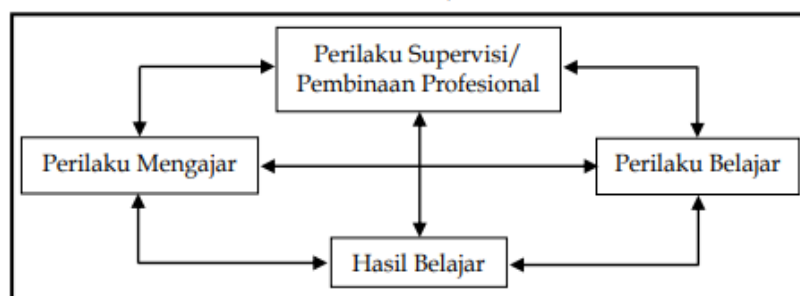 Perilaku Supervisi/
Pembinaan Profesional
Perilaku Mengajar
Perilaku Belajar
Hasil Belajar